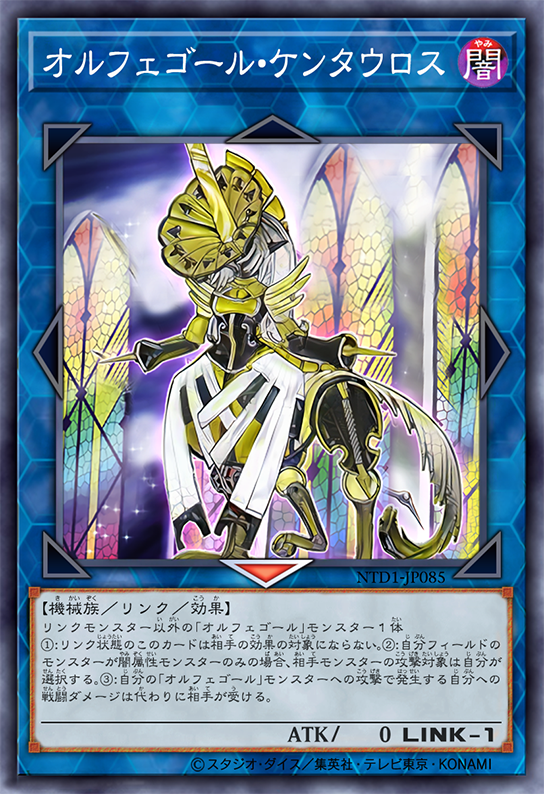 オルフェゴール・ケンタウロス
闇
やみ
NTD1-JP085
【機械族／リンク／効果】
リンクモンスター以外の「オルフェゴール」モンスター1体
①:リンク状態のこのカードは相手の効果の対象にならない。②:自分フィールドの
モンスターが闇属性モンスターのみの場合、相手モンスターの攻撃対象は自分が
選択する。③:自分の「オルフェゴール」モンスターへの攻撃で発生する自分への
戦闘ダメージは代わりに相手が受ける。
ATK/ 0 LINK-1
©スタジオ・ダイス／集英社・テレビ東京・KONAMI